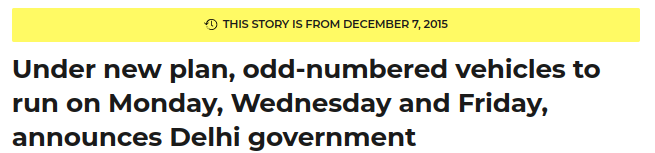 THIS STORY IS FROM DECEMBER 7, 2015
Under new plan, odd-numbered vehicles to
run on Monday, Wednesday and Friday,
announces Delhi government